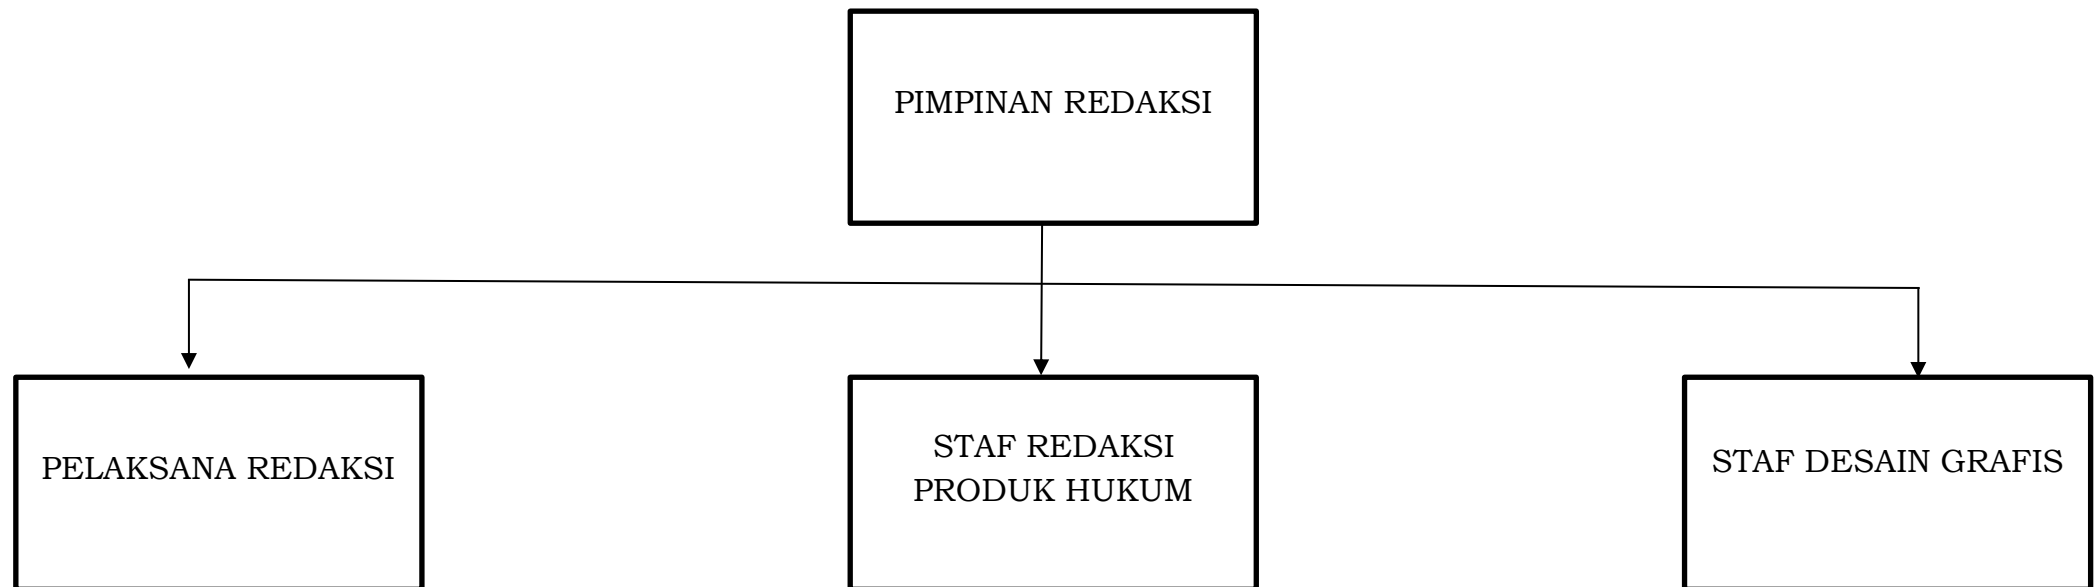 PIMPINAN REDAKSI
PELAKSANA REDAKSI
STAF REDAKSI
PRODUK HUKUM
STAF DESAIN GRAFIS